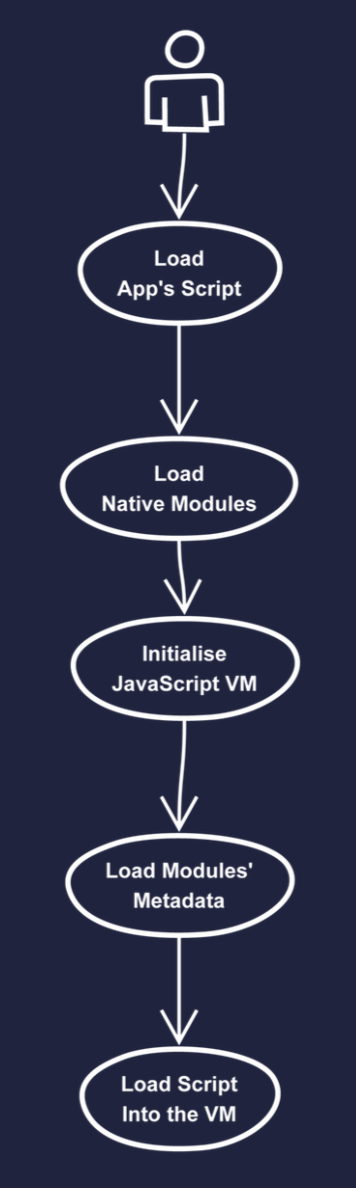 Load
App's Script
Load
Native Modules
Initialise
JavaScript VM
Load Modules'
Metadata
Load Script
Into the VM